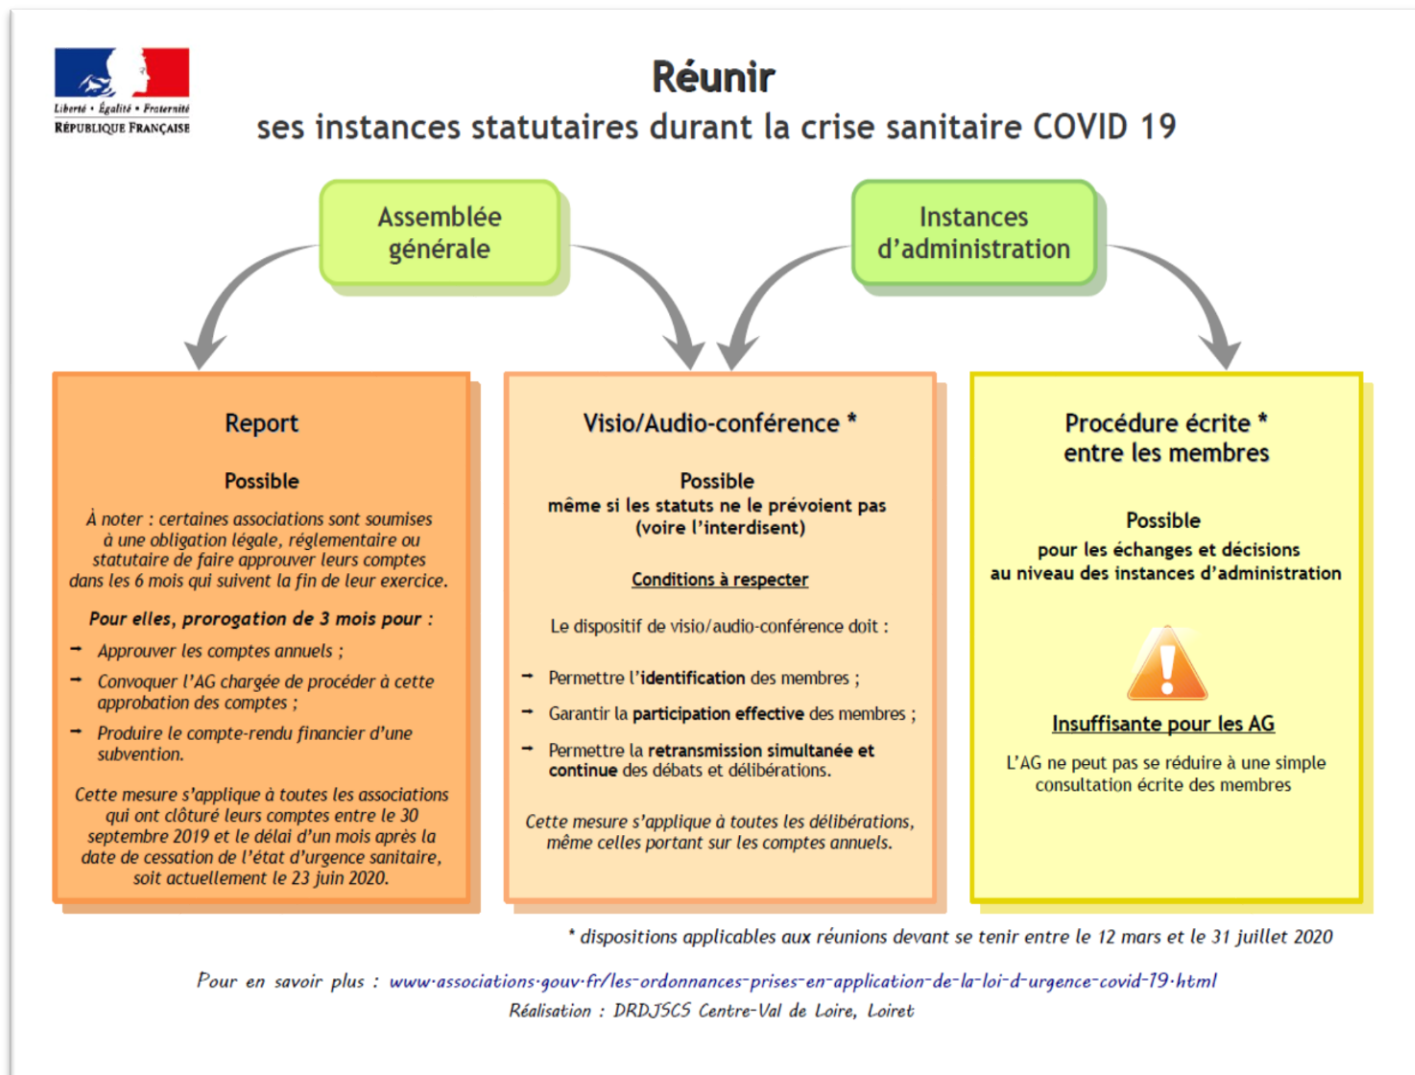 Liberté • Égalité • Fraternité
RÉPUBLIQUE FRANÇAISE
Réunir
ses instances statutaires durant la crise sanitaire COVID 19
Assemblée
générale
Instances
d’administration
Report
Possible
À noter : certaines associations sont soumises
à une obligation légale, réglementaire ou
statutaire de faire approuver leurs comptes
dans les 6 mois qui suivent la fin de leur exercice.
Pour elles, prorogation de 3 mois pour :
➞ Approuver les comptes annuels ;
➞ Convoquer l’AG chargée de procéder à cette
approbation des comptes ;
➞ Produire le compte-rendu financier d’une
subvention.
Cette mesure s’applique à toutes les associations
qui ont clôturé leurs comptes entre le 30
septembre 2019 et le délai d’un mois après la
date de cessation de l’état d’urgence sanitaire,
soit actuellement le 23 juin 2020.
Visio/Audio-conférence *
Possible
même si les statuts ne le prévoient pas
(voire l’interdisent)
Conditions à respecter
Le dispositif de visio/audio-conférence doit :
➞ Permettre l’identification des membres ;
➞ Garantir la participation effective des membres ;
➞ Permettre la retransmission simultanée et
continue des débats et délibérations.
Cette mesure s’applique à toutes les délibérations,
même celles portant sur les comptes annuels.
Procédure écrite *
entre les membres
Possible
pour les échanges et décisions
au niveau des instances d’administration
Insuffisante pour les AG
L’AG ne peut pas se réduire à une simple
consultation écrite des membres
* dispositions applicables aux réunions devant se tenir entre le 12 mars et le 31 juillet 2020
Pour en savoir plus : www.associations.gouv.fr/les-ordonnances-prises-en-application-de-la-loi-d-urgence-covid-19.html
Réalisation : DRDJSCS Centre-Val de Loire, Loiret